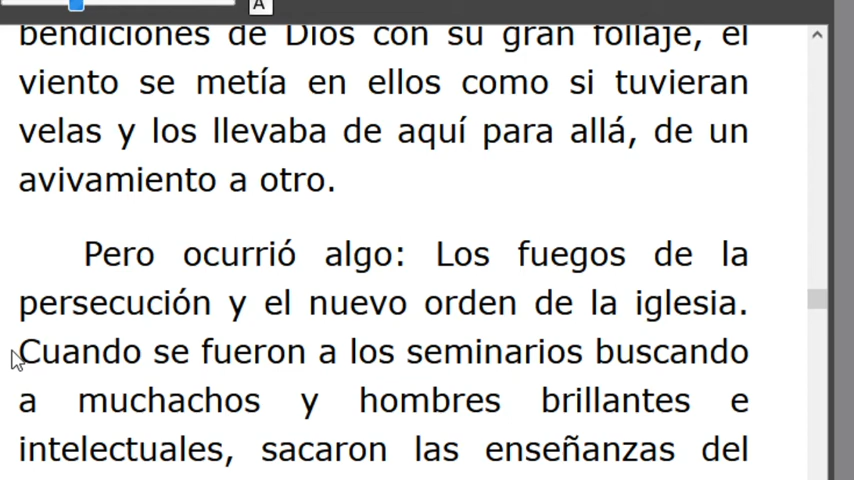 A
bendiciones de Dios con su gran follaje, el
viento se metía en ellos como si tuvieran
velas y los llevaba de aquí para allá, de un
avivamiento a otro.
Pero ocurrió algo: Los fuegos de la
persecución y el nuevo orden de la iglesia.
Cuando se fueron a los seminarios buscando
a muchachos y hombres brillantes e
intelectuales, sacaron las enseñanzas del